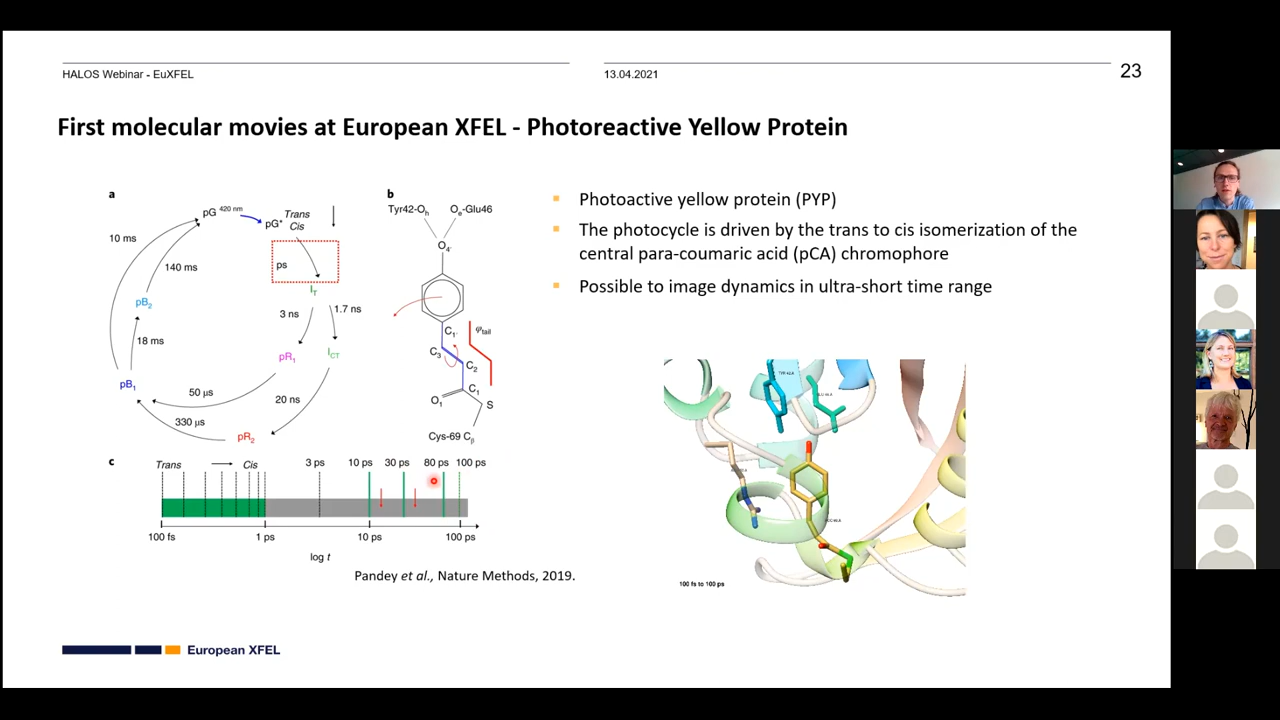 HALOS Webinar - EuXFEL
13.04.2021
23
First molecular movies at European XFEL - Photoreactive Yellow Protein
a
pG
420 nm
pG*
Trans
Cis
10 ms
140 ms
ps
I_T
3 ns
1.7 ns
pB2
18 ms
pR1
I_CT
pB1
50 µs
20 ns
330 µs
pR2
b
Tyr42-O_h
O_e-Glu46
O4'
C1'
φtail
C3
C2
C1
O1
S
Cys-69 Cβ
c
Trans
Cis
3 ps
10 ps
30 ps
80 ps
100 ps
100 fs
1 ps
10 ps
100 ps
log t
Pandey et al., Nature Methods, 2019.
Photoactive yellow protein (PYP)
The photocycle is driven by the trans to cis isomerization of the
central para-coumaric acid (pCA) chromophore
Possible to image dynamics in ultra-short time range
100 fs to 100 ps
European XFEL